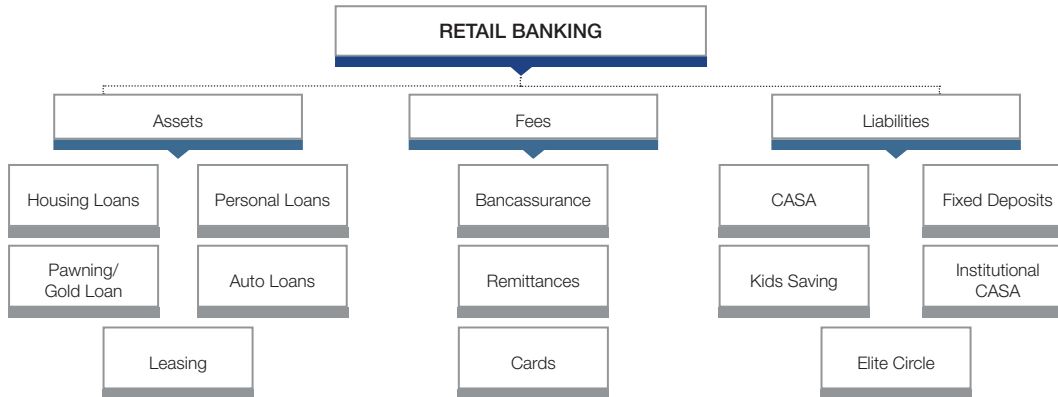 RETAIL BANKING
Assets
Fees
Liabilities
Housing Loans
Personal Loans
Bancassurance
CASA
Fixed Deposits
Pawning/
Gold Loan
Auto Loans
Remittances
Kids Saving
Institutional
CASA
Leasing
Cards
Elite Circle